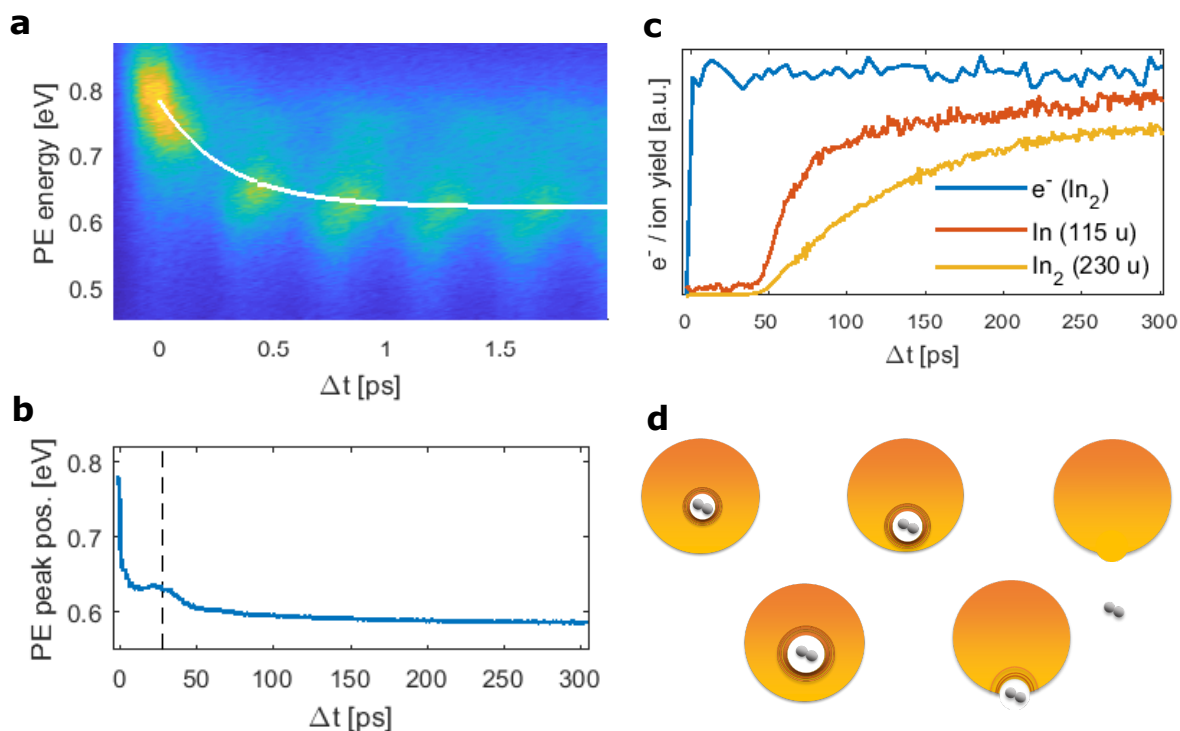 a
PE energy [eV]
0.8
0.7
0.6
0.5
0
0.5
1
1.5
Δt [ps]
b
PE peak pos. [eV]
0.8
0.7
0.6
0
50
100
150
200
250
300
Δt [ps]
c
e⁻ / ion yield [a.u.]
e⁻ (In₂)
In (115 u)
In₂ (230 u)
0
50
100
150
200
250
300
Δt [ps]
d